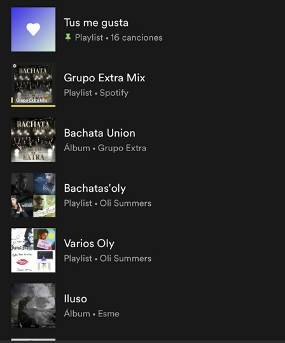 Tus me gusta
Playlist • 16 canciones
BACHATA
Grupo Extra Mix
Playlist • Spotify
BACHATA
EXTRA
Bachata Union
Álbum • Grupo Extra
Bachatas'oly
Playlist • Oli Summers
Varios Oly
Playlist • Oli Summers
Iluso
Álbum • Esme